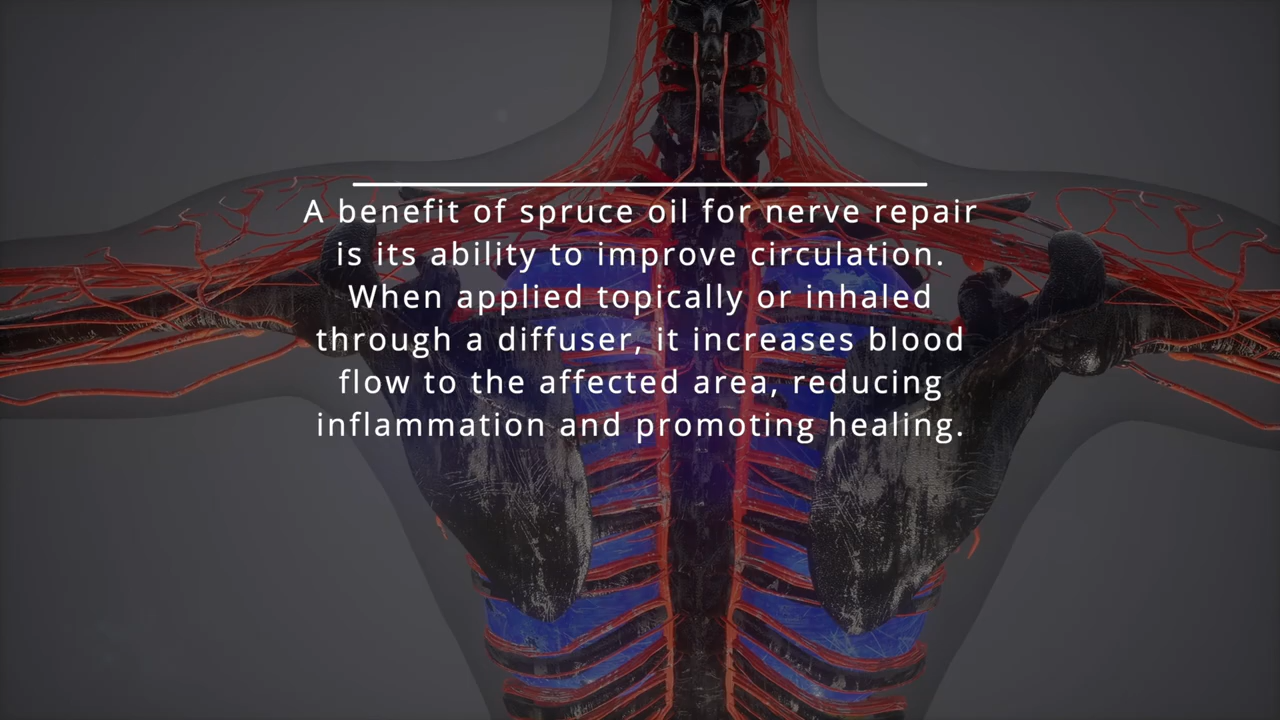 A benefit of spruce oil for nerve repair
is its ability to improve circulation.
When applied topically or inhaled
through a diffuser, it increases blood
flow to the affected area, reducing
inflammation and promoting healing.